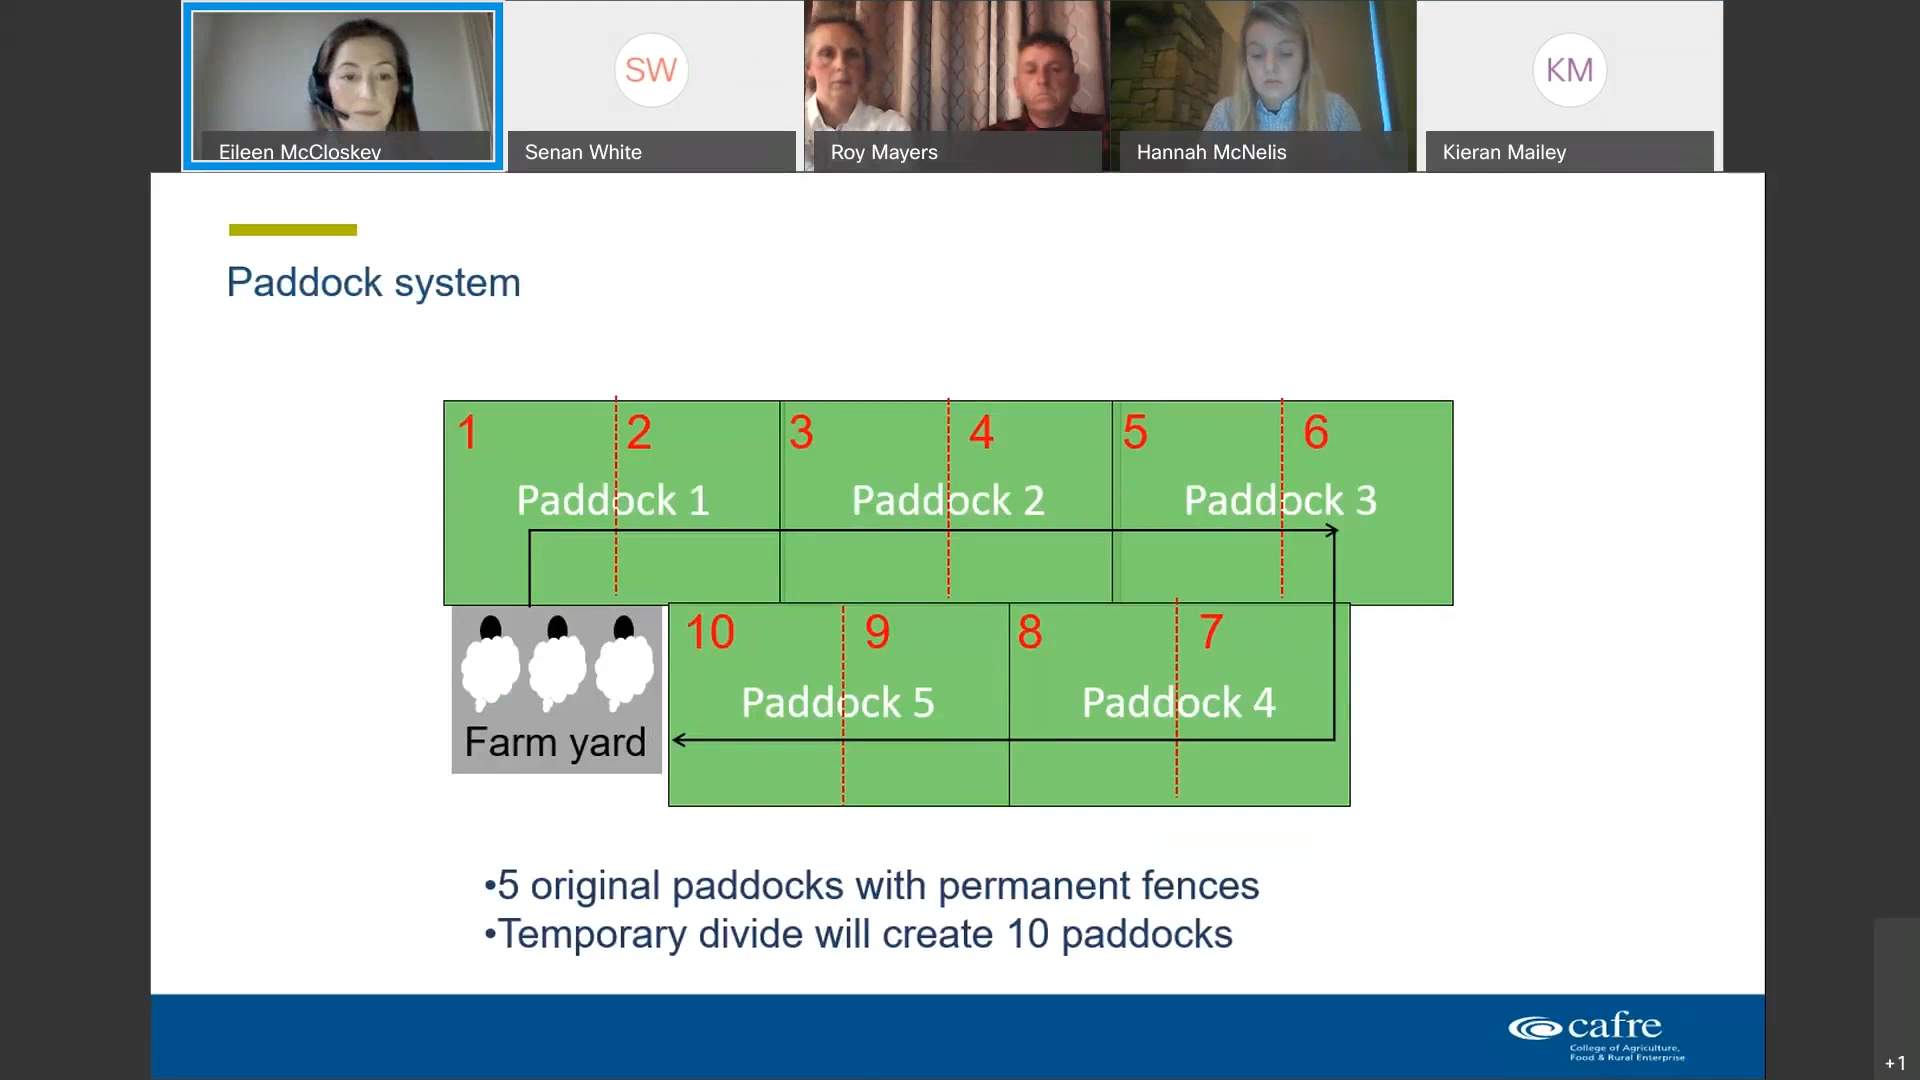 SW
KM
Eileen McCloskey
Senan White
Roy Mayers
Hannah McNelis
Kieran Mailey
Paddock system
1 2 3 4 5 6
Paddock 1 Paddock 2 Paddock 3
10 9 8 7
Paddock 5 Paddock 4
Farm yard
•5 original paddocks with permanent fences
•Temporary divide will create 10 paddocks
cafre
College of Agriculture,
Food & Rural Enterprise
+1